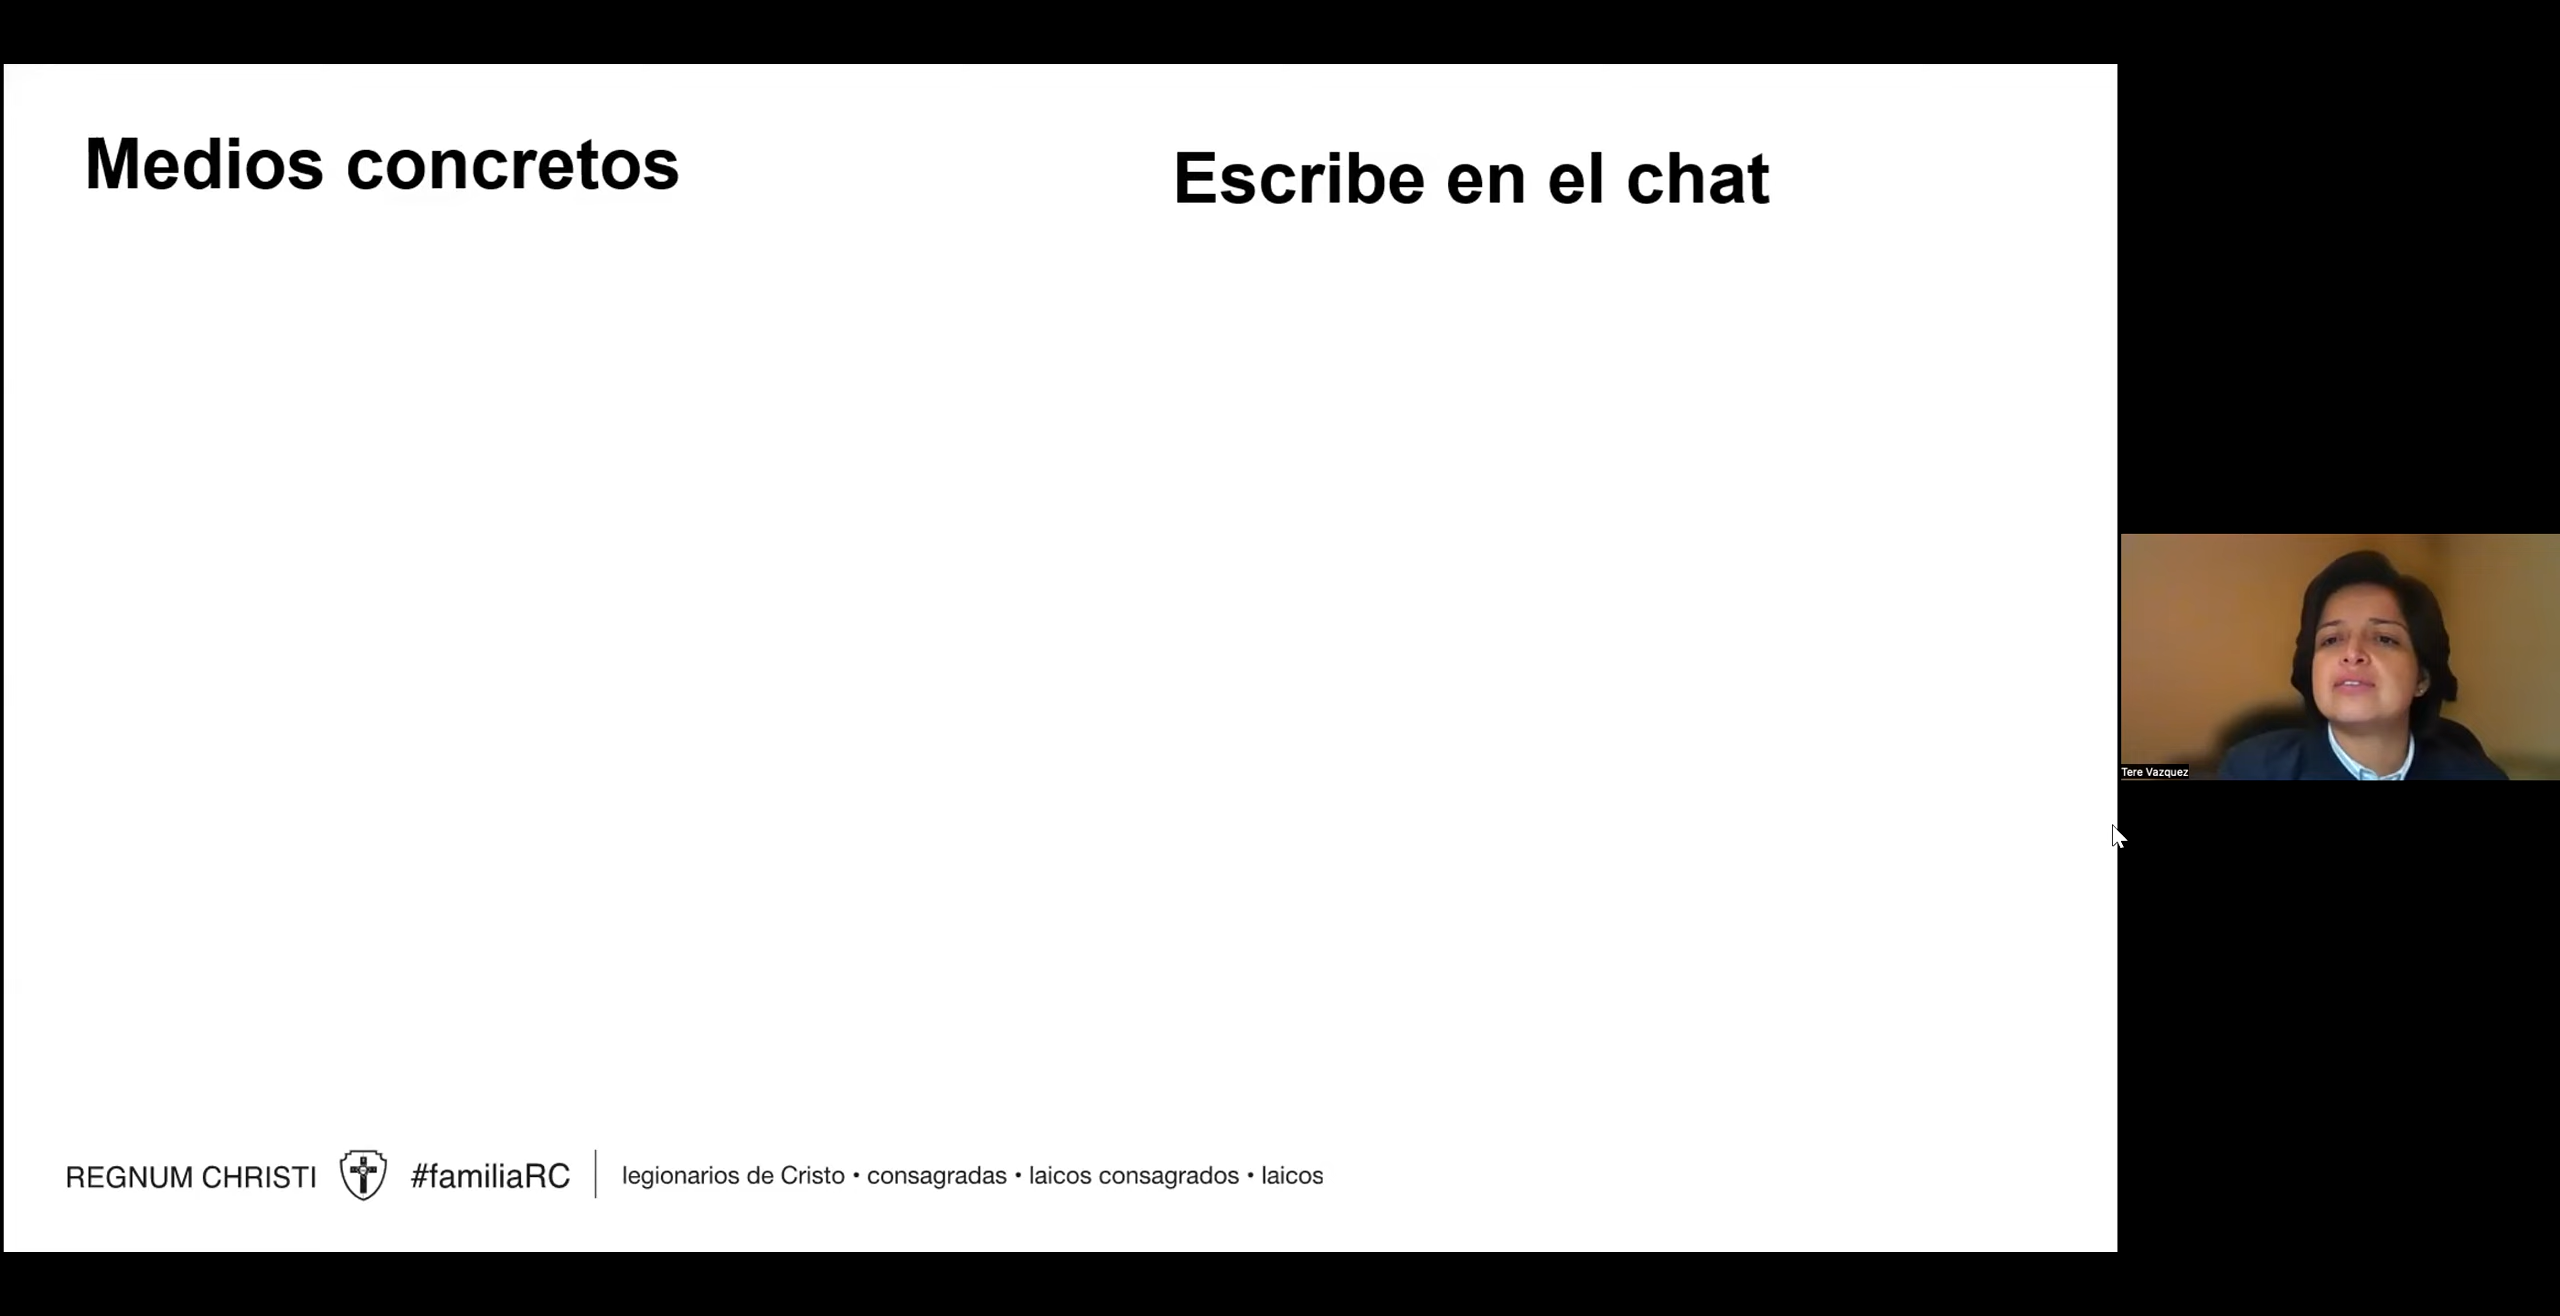 Medios concretos
Escribe en el chat
Tere Vazquez
REGNUM CHRISTI #familiaRC legionarios de Cristo • consagradas • laicos consagrados • laicos